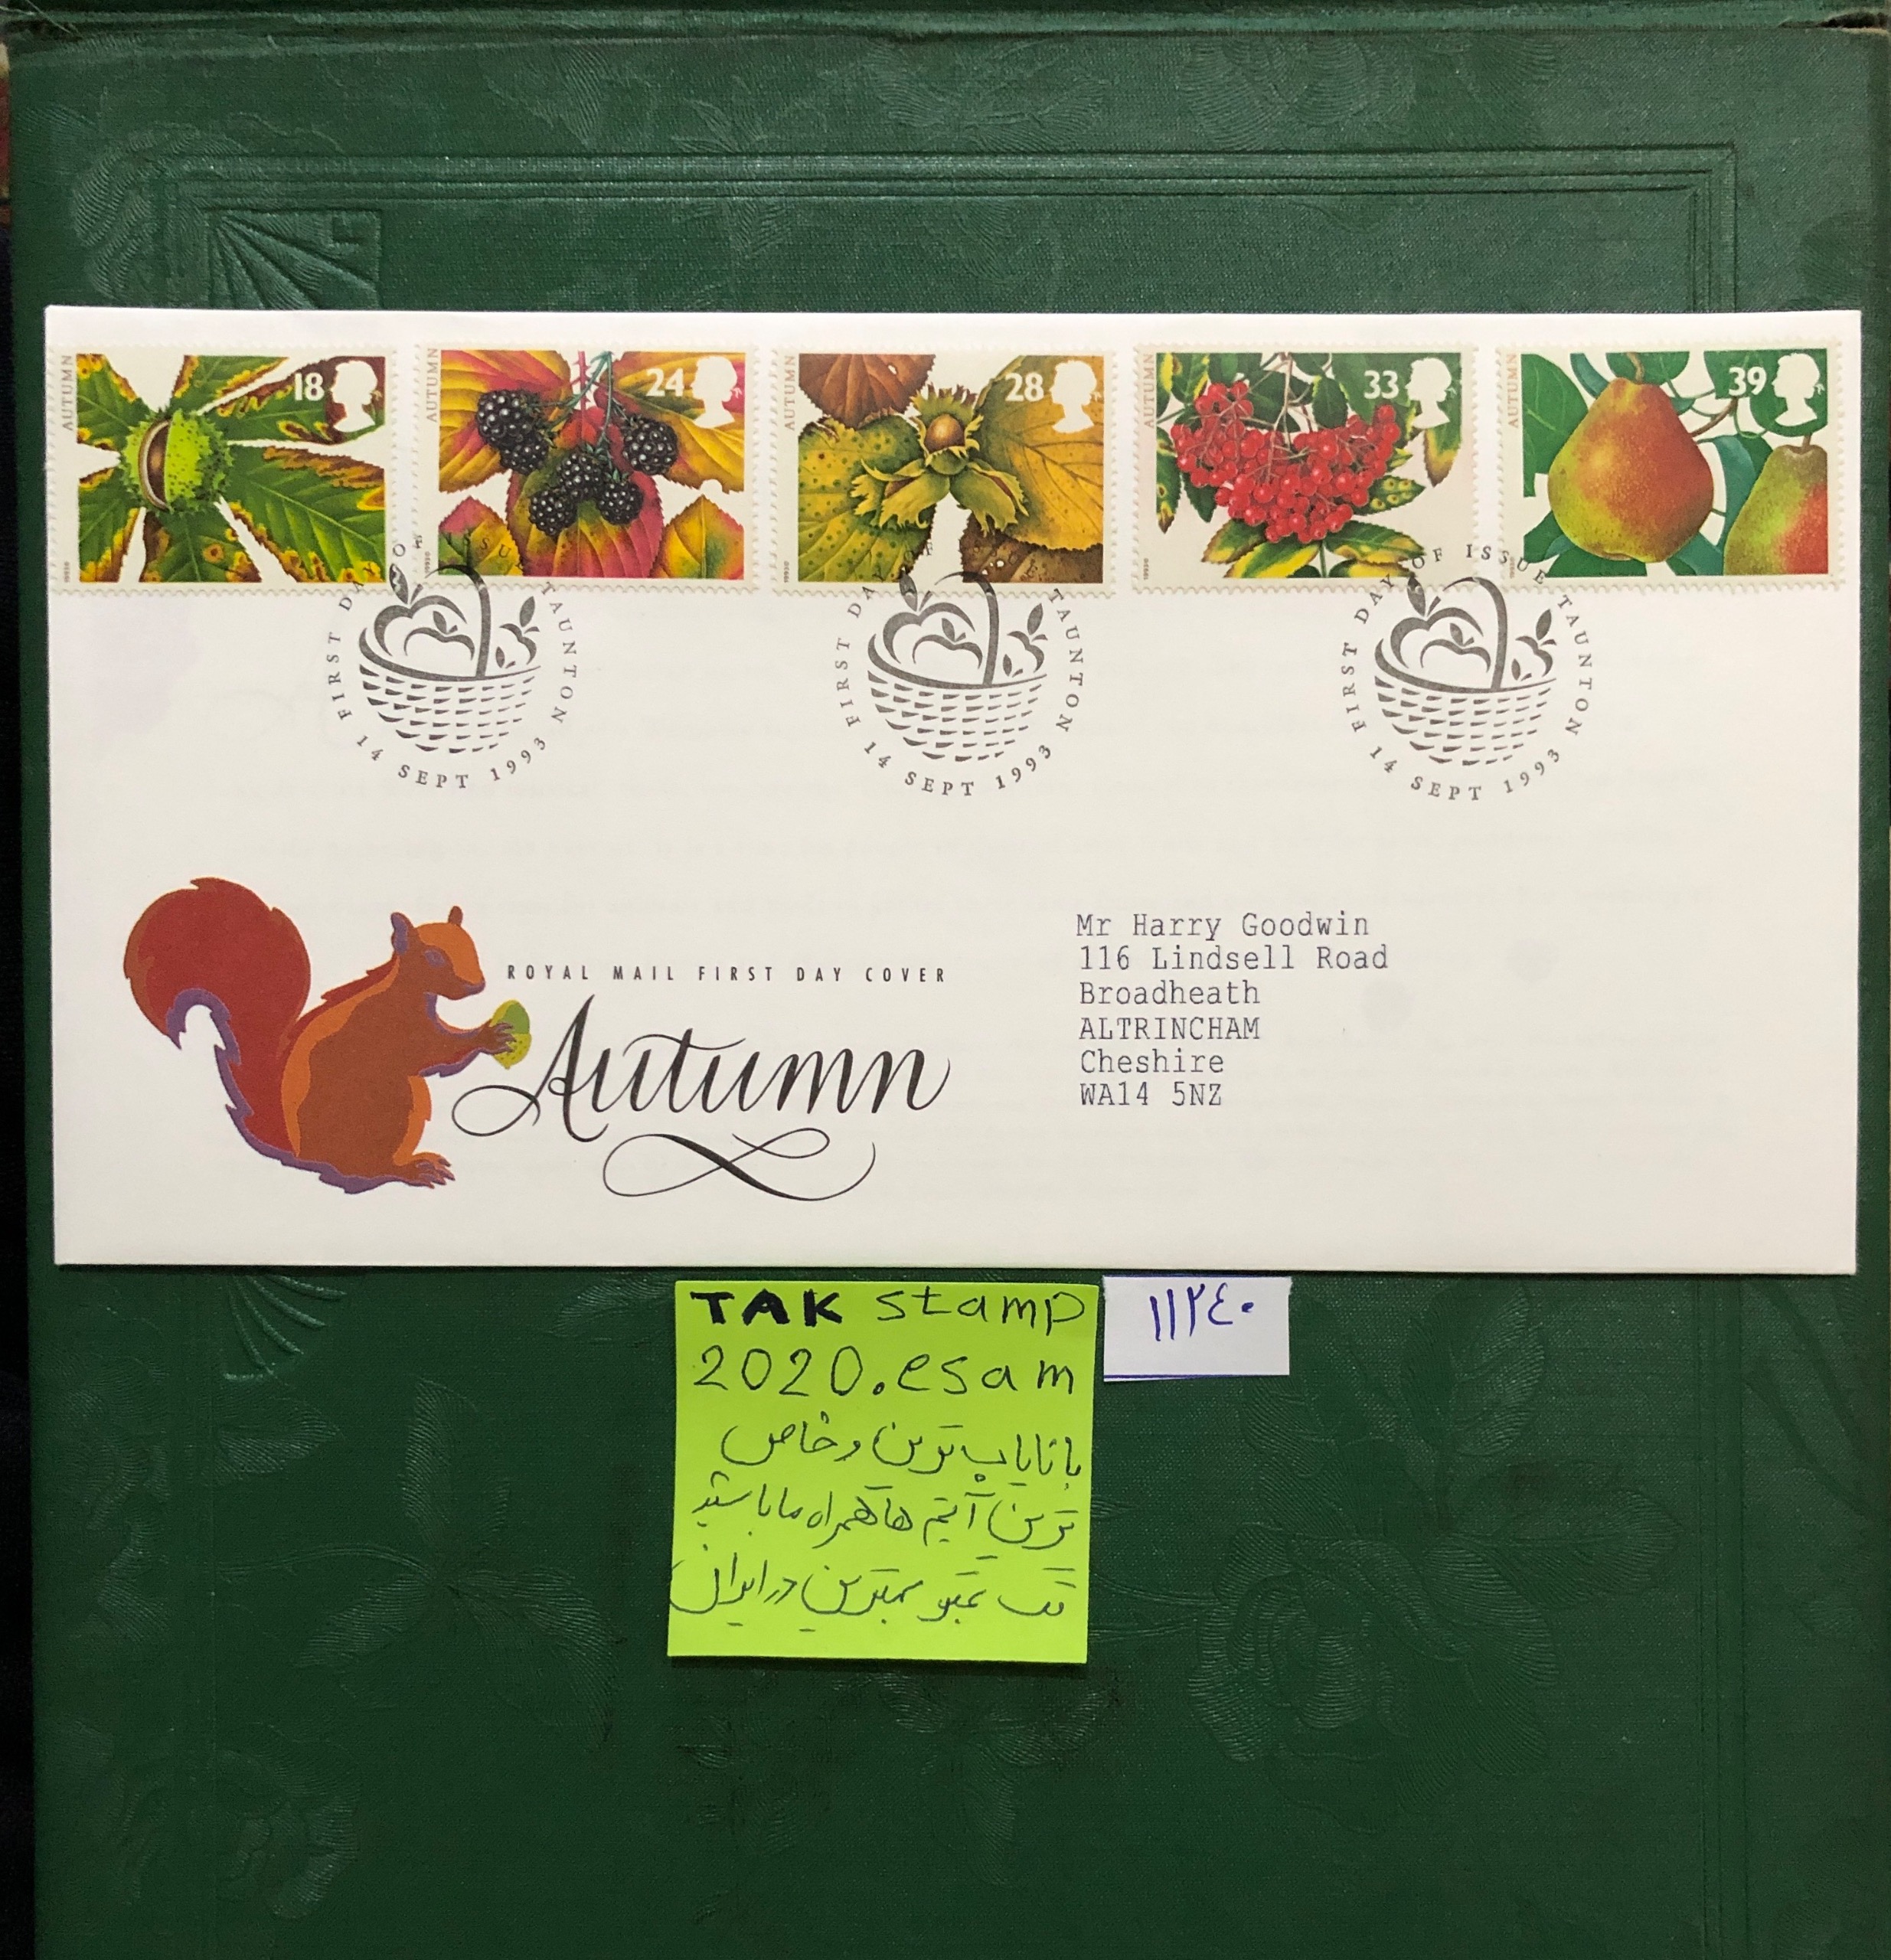 AUTUMN
18
AUTUMN
24
AUTUMN
28
AUTUMN
33
AUTUMN
39
FIRST DAY OF ISSUE TAUNTON
14 SEPT 1993
FIRST DAY OF ISSUE TAUNTON
14 SEPT 1993
FIRST DAY OF ISSUE TAUNTON
14 SEPT 1993
ROYAL MAIL FIRST DAY COVER
Autumn
Mr Harry Goodwin
116 Lindsell Road
Broadheath
ALTRINCHAM
Cheshire
WA14 5NZ
TAK stamp
2020.esam
با نایاب ترین و خاص
ترین آیتم ها همراه ما باشید
تک تمبر بهترین در ایران
۱۱۲٤۰